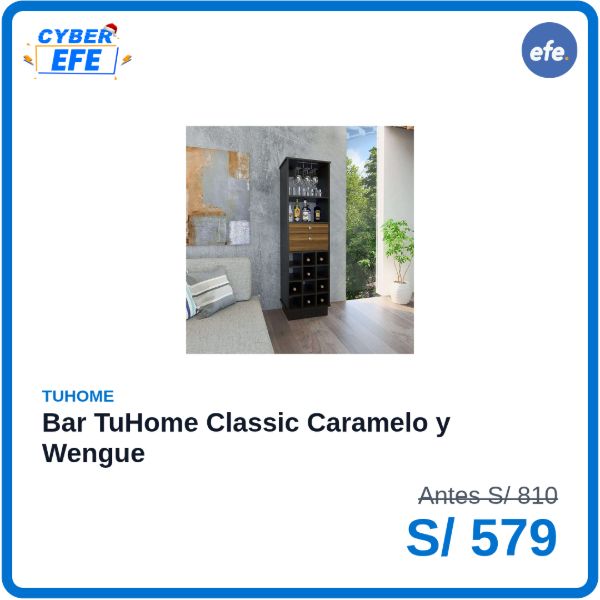 CYBER
EFE
efe.
TUHOME
Bar TuHome Classic Caramelo y
Wengue
Antes S/ 810
S/ 579